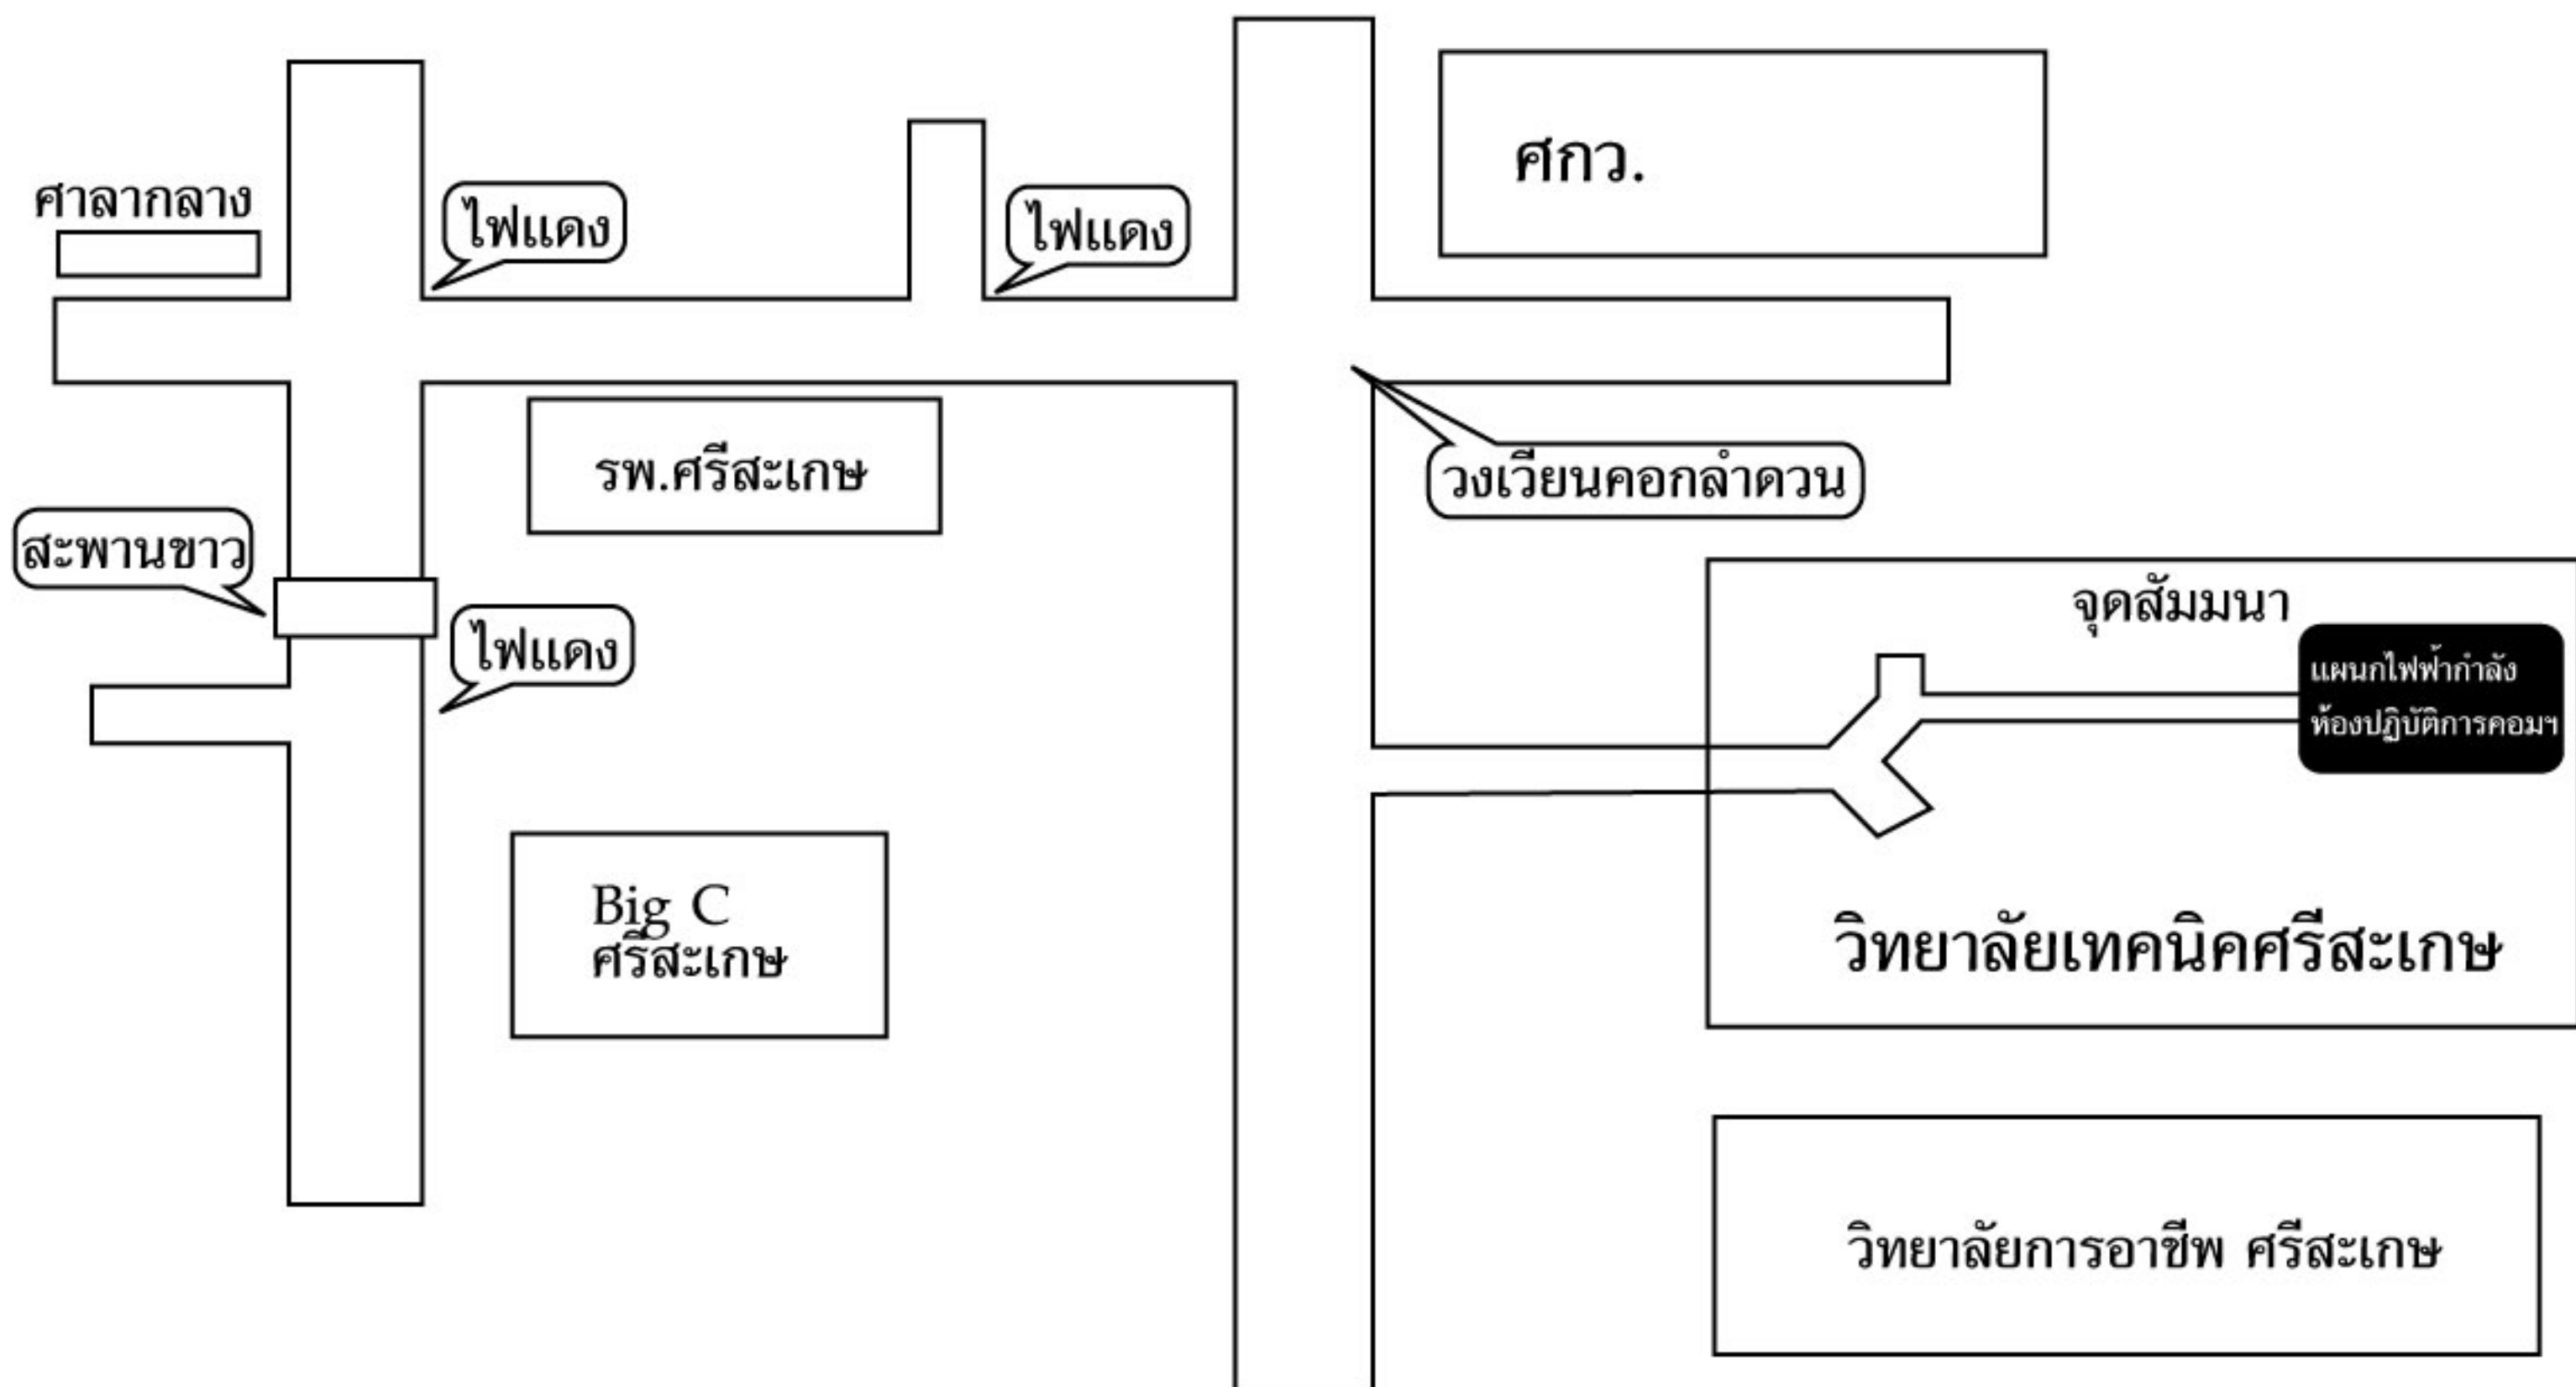 ศกว.
ศาลากลาง
ไฟแดง
ไฟแดง
รพ.ศรีสะเกษ
วงเวียนคอกลำดวน
สะพานขาว
ไฟแดง
จุดสัมมนา
แผนกไฟฟ้ากำลัง
ห้องปฏิบัติการคอมฯ
Big C
ศรีสะเกษ
วิทยาลัยเทคนิคศรีสะเกษ
วิทยาลัยการอาชีพ ศรีสะเกษ